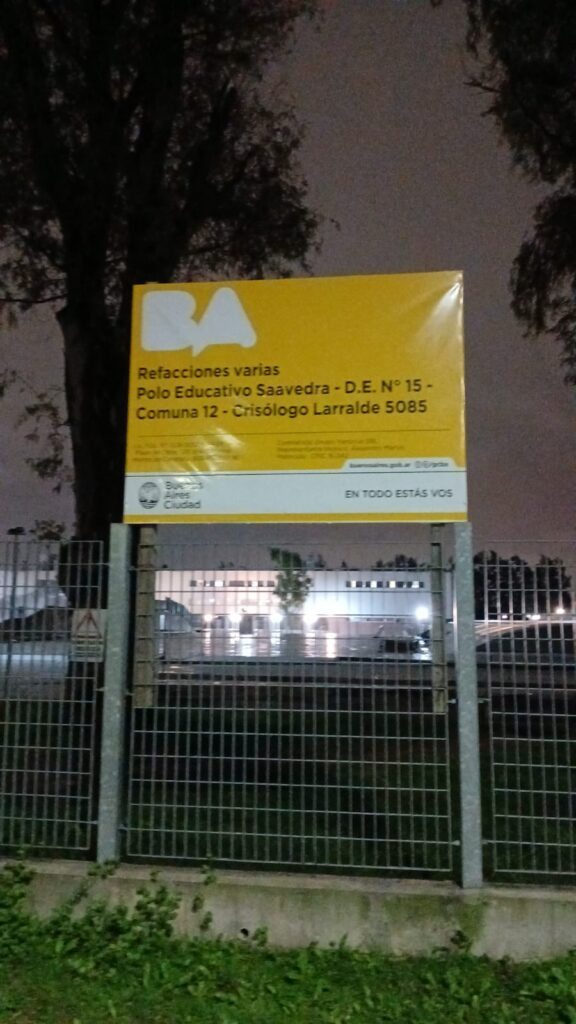 BA
Refacciones varias
Polo Educativo Saavedra - D.E. N° 15 -
Comuna 12 - Crisólogo Larralde 5085
buenosaires.gob.ar
Buenos
Aires
Ciudad
EN TODO ESTÁS VOS